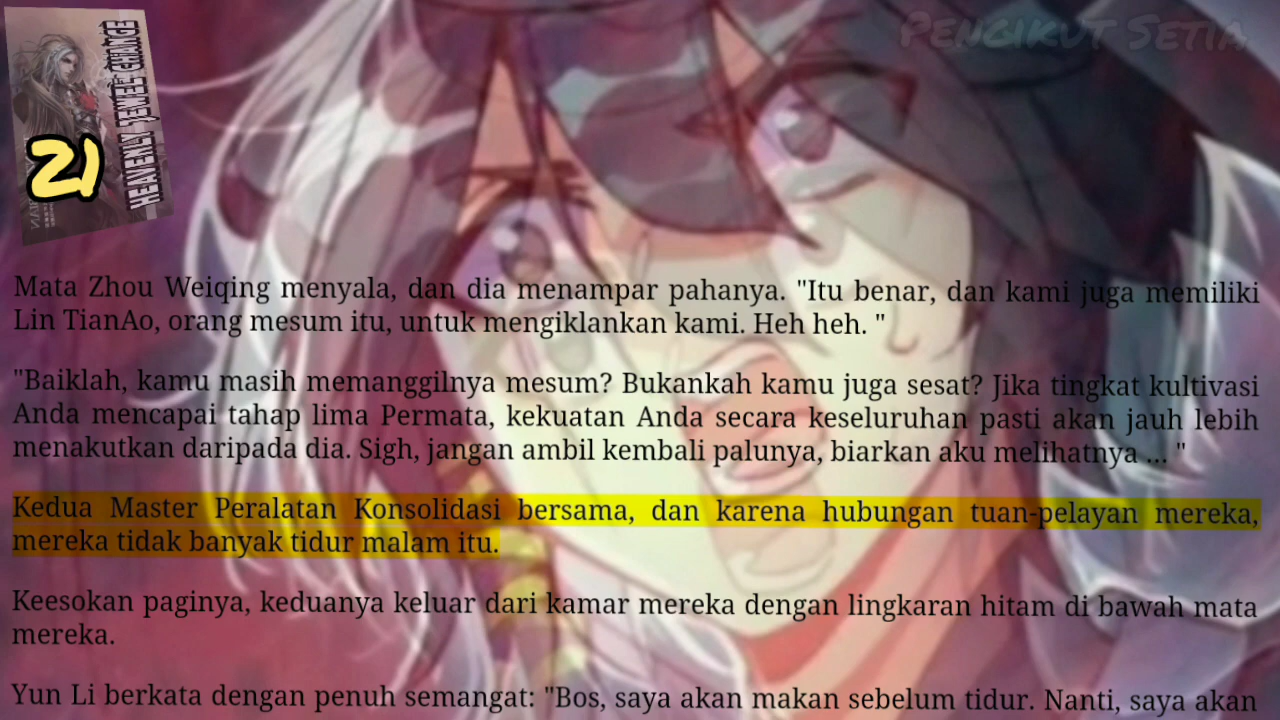 Pengikut Setia
HEAVENLY JEWEL CHANGE
21
Mata Zhou Weiqing menyala, dan dia menampar pahanya. "Itu benar, dan kami juga memiliki
Lin TianAo, orang mesum itu, untuk mengiklankan kami. Heh heh. "
"Baiklah, kamu masih memanggilnya mesum? Bukankah kamu juga sesat? Jika tingkat kultivasi
Anda mencapai tahap lima Permata, kekuatan Anda secara keseluruhan pasti akan jauh lebih
menakutkan daripada dia. Sigh, jangan ambil kembali palunya, biarkan aku melihatnya ... "
Kedua Master Peralatan Konsolidasi bersama, dan karena hubungan tuan-pelayan mereka,
mereka tidak banyak tidur malam itu.
Keesokan paginya, keduanya keluar dari kamar mereka dengan lingkaran hitam di bawah mata
mereka.
Yun Li berkata dengan penuh semangat: "Bos, saya akan makan sebelum tidur. Nanti, saya akan